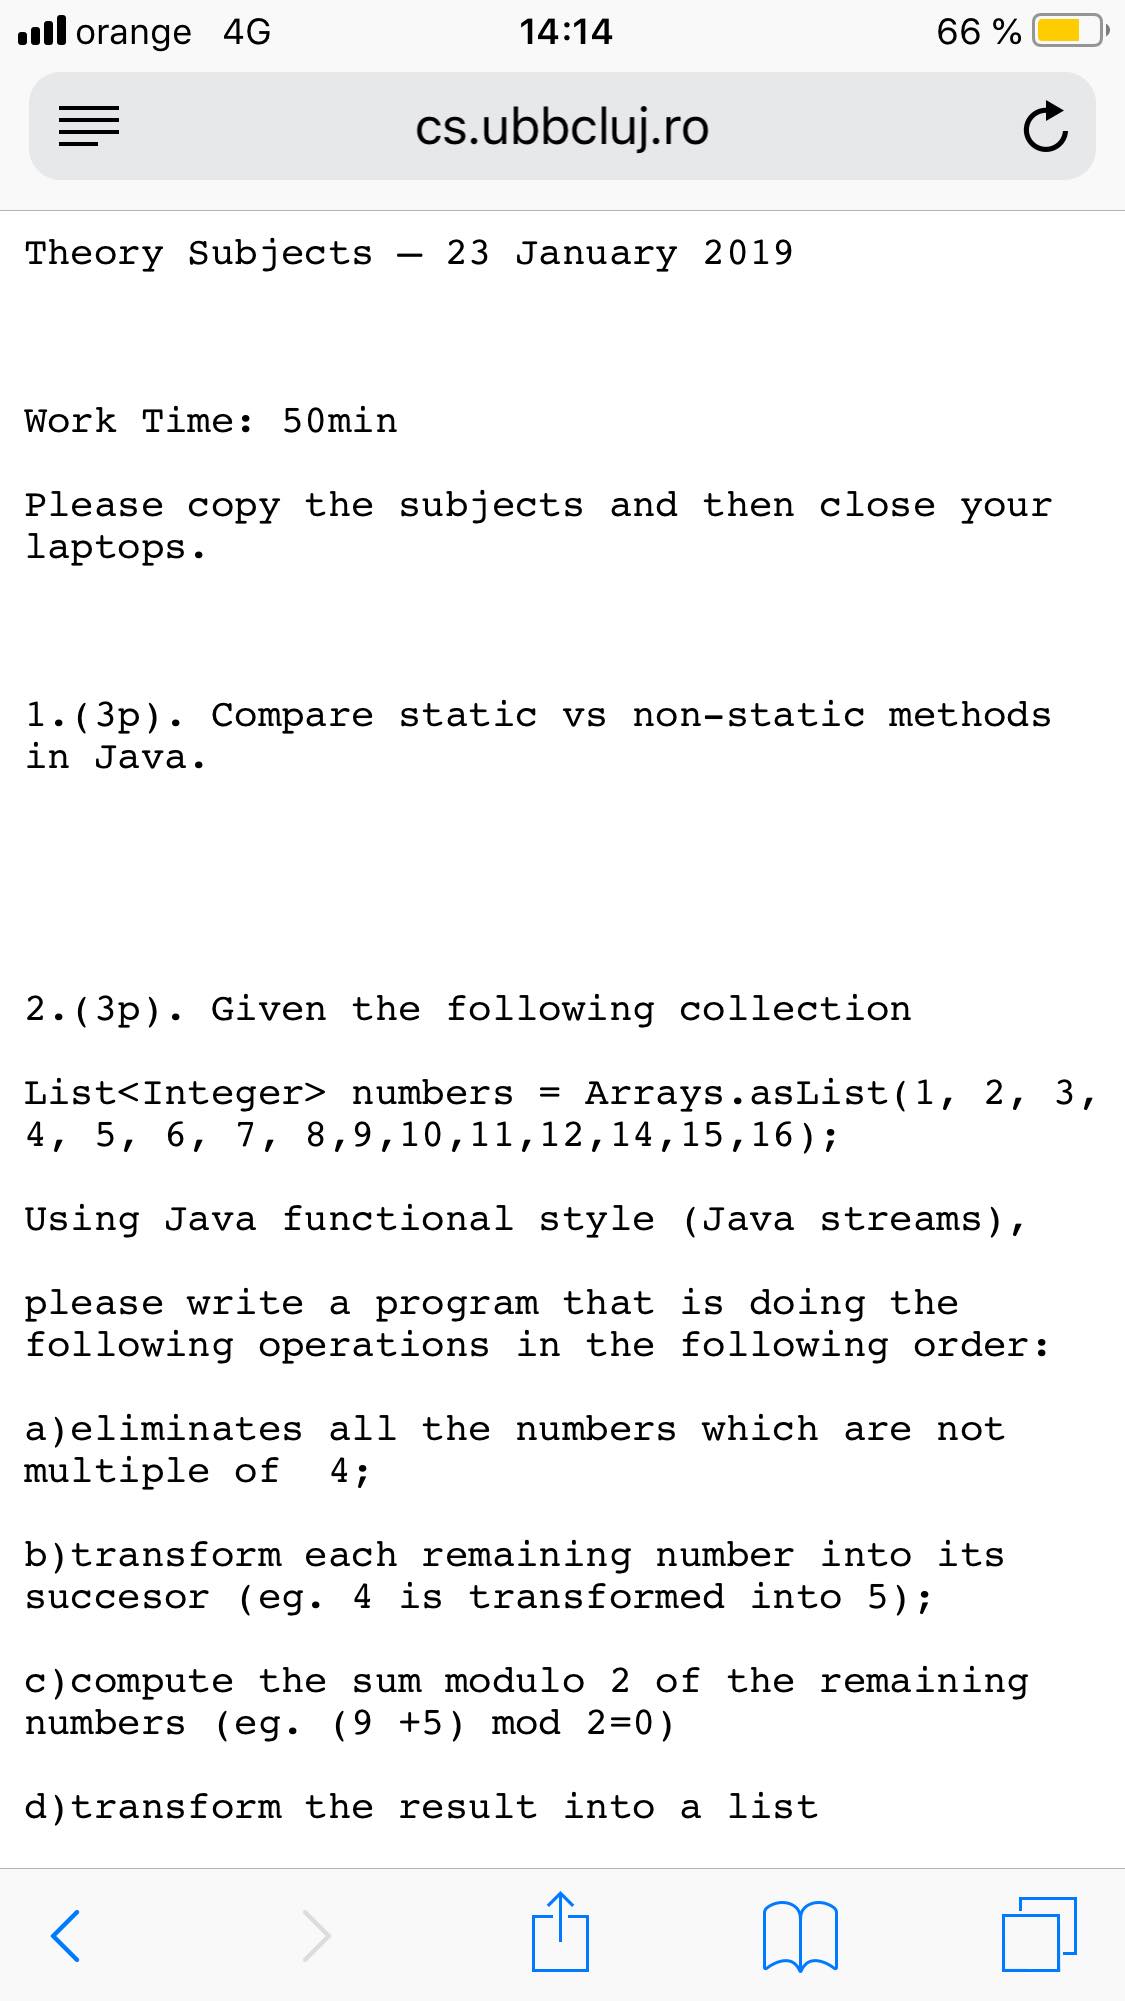 orange 4G 14:14 66 %
cs.ubbcluj.ro
Theory Subjects – 23 January 2019
Work Time: 50min
Please copy the subjects and then close your
laptops.
1.(3p). Compare static vs non-static methods
in Java.
2.(3p). Given the following collection
List<Integer> numbers = Arrays.asList(1, 2, 3,
4, 5, 6, 7, 8,9,10,11,12,14,15,16);
Using Java functional style (Java streams),
please write a program that is doing the
following operations in the following order:
a)eliminates all the numbers which are not
multiple of  4;
b)transform each remaining number into its
succesor (eg. 4 is transformed into 5);
c)compute the sum modulo 2 of the remaining
numbers (eg. (9 +5) mod 2=0)
d)transform the result into a list